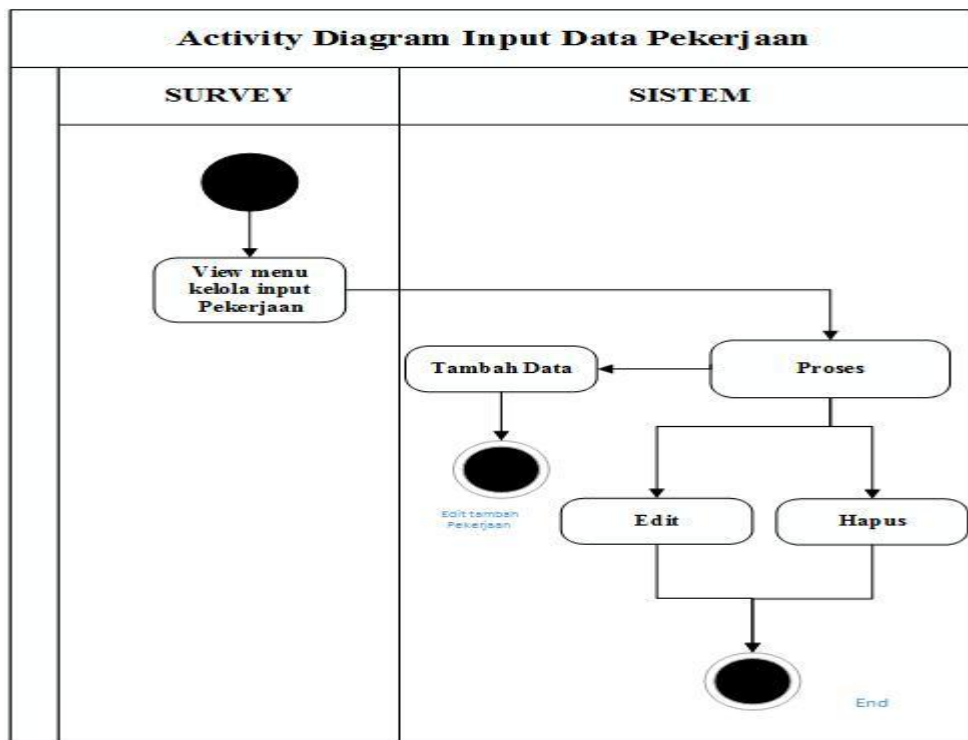 Activity Diagram Input Data Pekerjaan
SURVEY
SISTEM
View menu
kelola input
Pekerjaan
Tambah Data
Proses
Edit tambah
Pekerjaan
Edit
Hapus
End